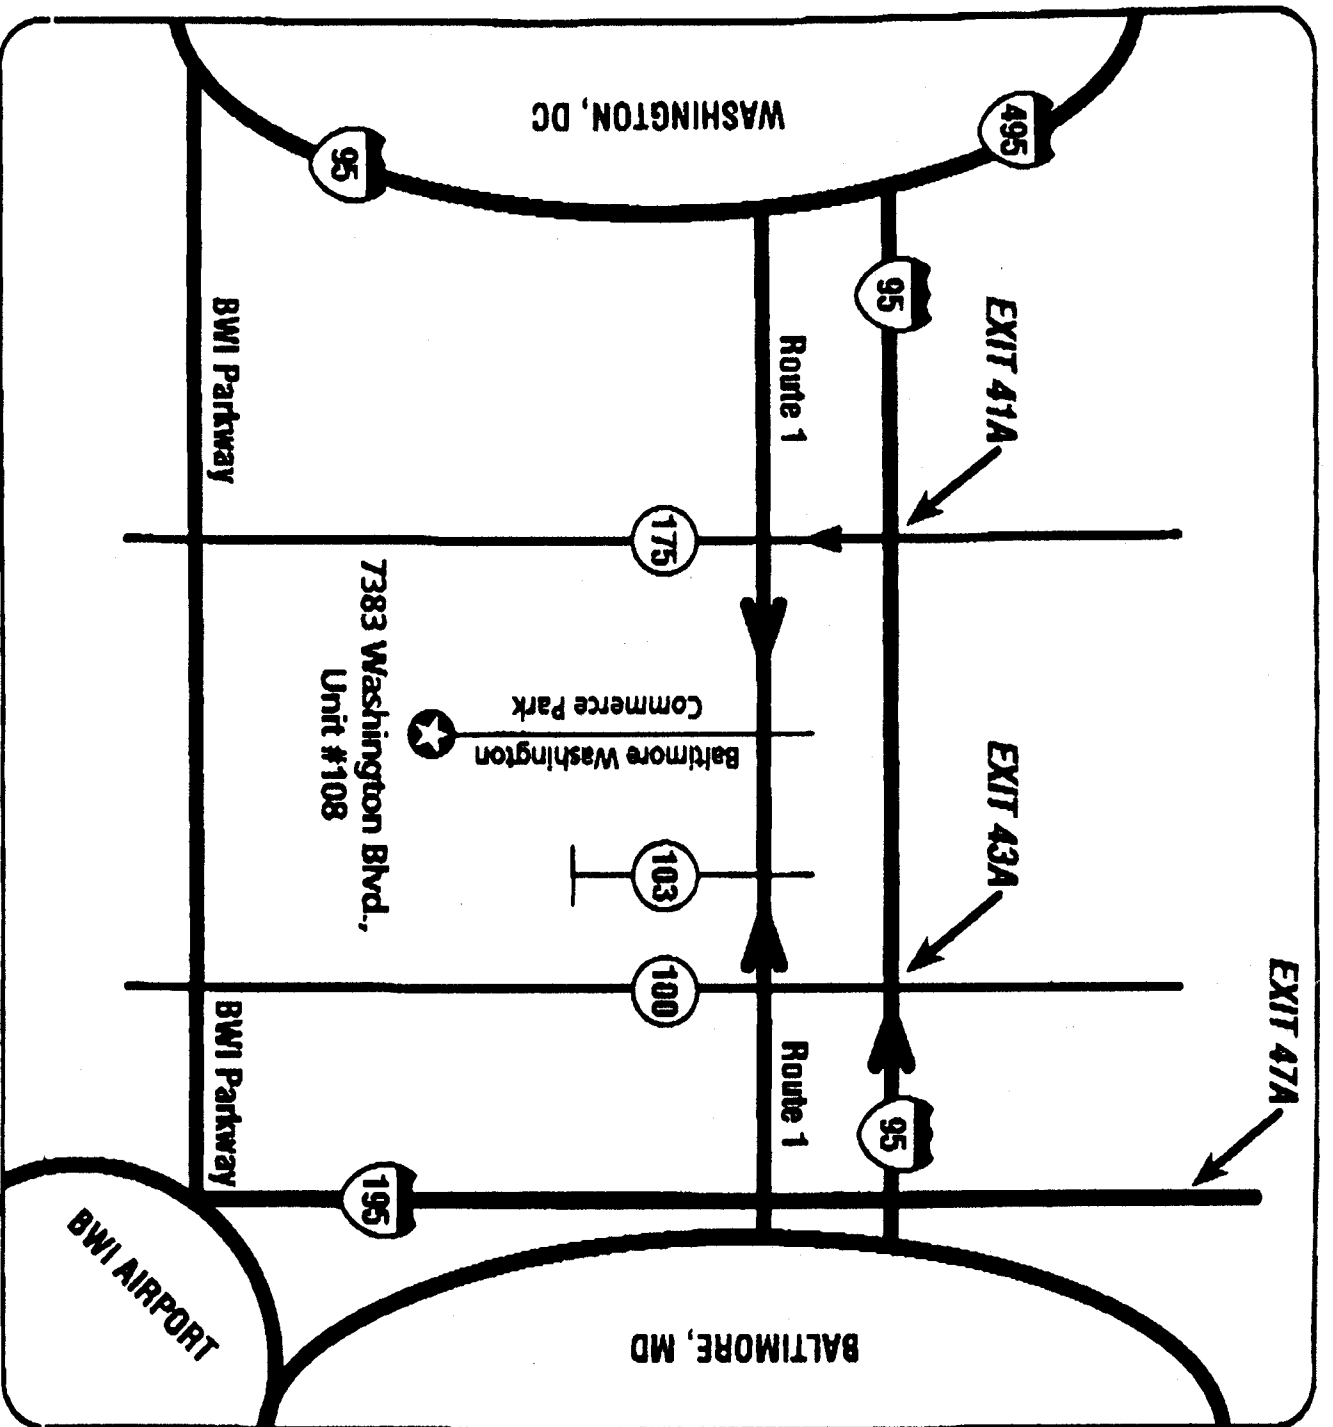 WASHINGTON, DC
495
95
95
EXIT 41A
Route 1
BWI Parkway
175
7383 Washington Blvd.,
Unit #108
Baltimore Washington
Commerce Park
EXIT 43A
103
100
EXIT 47A
Route 1
BWI Parkway
95
195
BWI AIRPORT
BALTIMORE, MD